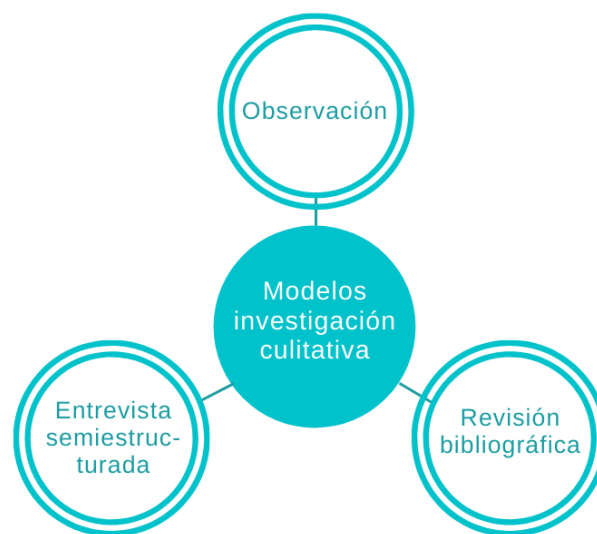 Observación
Modelos
investigación
culitativa
Entrevista
semiestruc-
turada
Revisión
bibliográfica